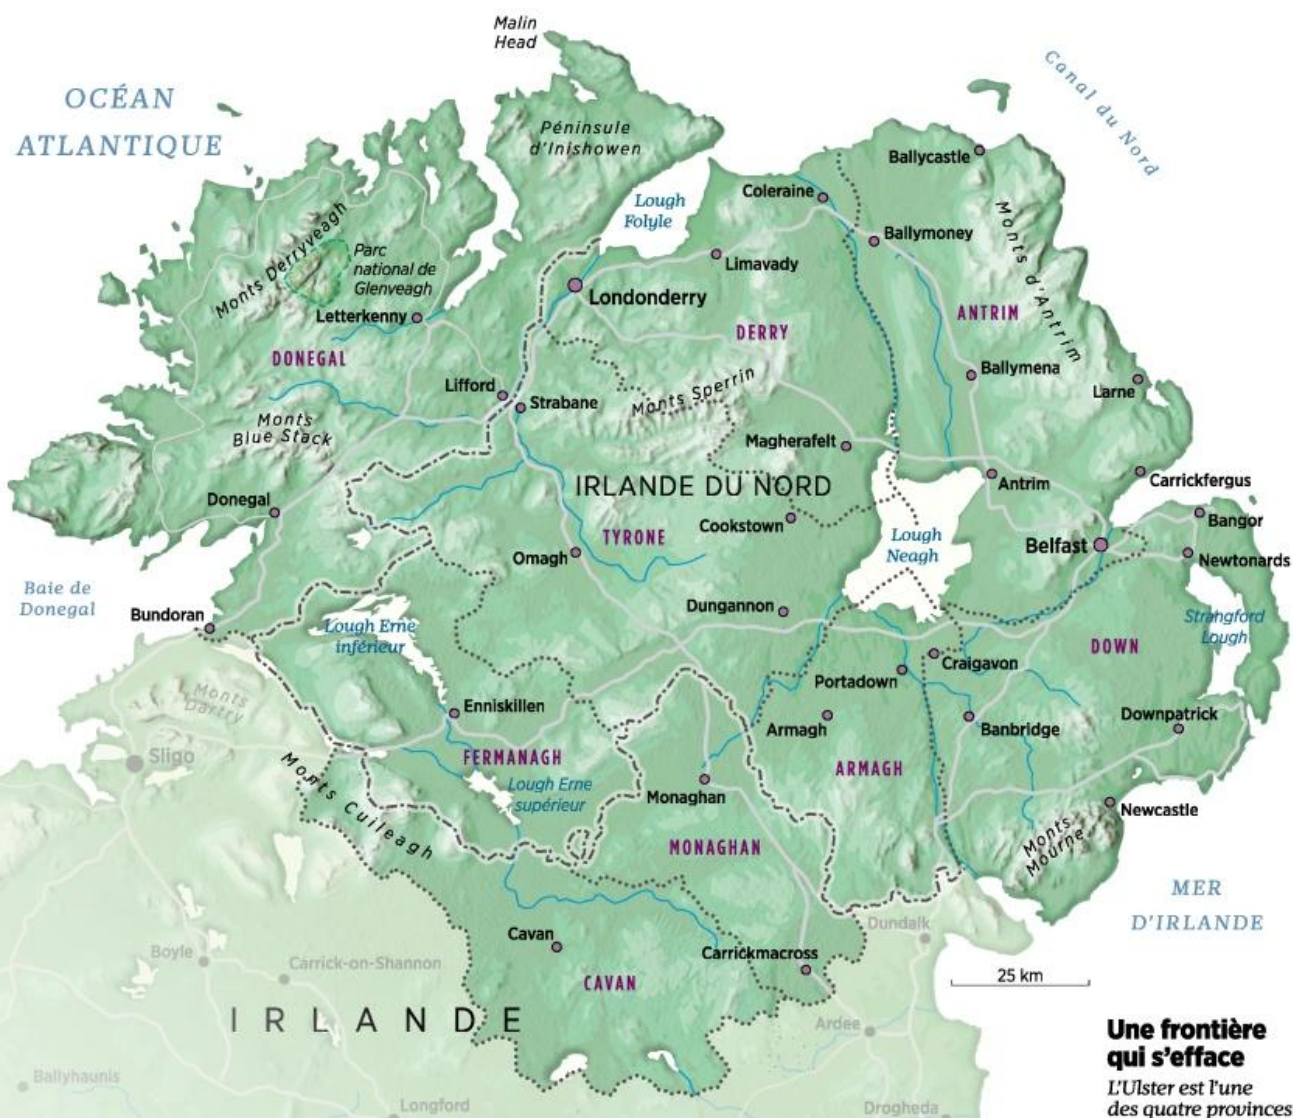 Malin
Head
OCÉAN
ATLANTIQUE
Canal du Nord
Péninsule
d'Inishowen
Ballycastle
Lough
Folyle
Coleraine
Monts d'Antrim
Ballymoney
Limavady
Monts Derryveagh
Parc
national de
Glenveagh
Londonderry
Letterkenny
ANTRIM
DERRY
DONEGAL
Ballymena
Lifford
Strabane
Monts Sperrin
Larne
Monts
Blue Stack
Magherafelt
IRLANDE DU NORD
Antrim
Carrickfergus
Donegal
Cookstown
Bangor
TYRONE
Lough
Neagh
Belfast
Omagh
Newtonards
Baie de
Donegal
Bundoran
Dungannon
Lough Erne
inférieur
Strangford
Lough
DOWN
Craigavon
Portadown
Monts
Dartry
Enniskillen
Armagh
Banbridge
Downpatrick
Sligo
FERMANAGH
ARMAGH
Monts Cuileagh
Lough Erne
supérieur
Monaghan
Newcastle
Monts
Mourne
MONAGHAN
MER
D'IRLANDE
Dundalk
Cavan
Boyle
Carrickmacross
Carrick-on-Shannon
CAVAN
25 km
IRLANDE
Ardee
Une frontière
qui s'efface
Ballyhaunis
L'Ulster est l'une
des quatre provinces
Longford
Drogheda